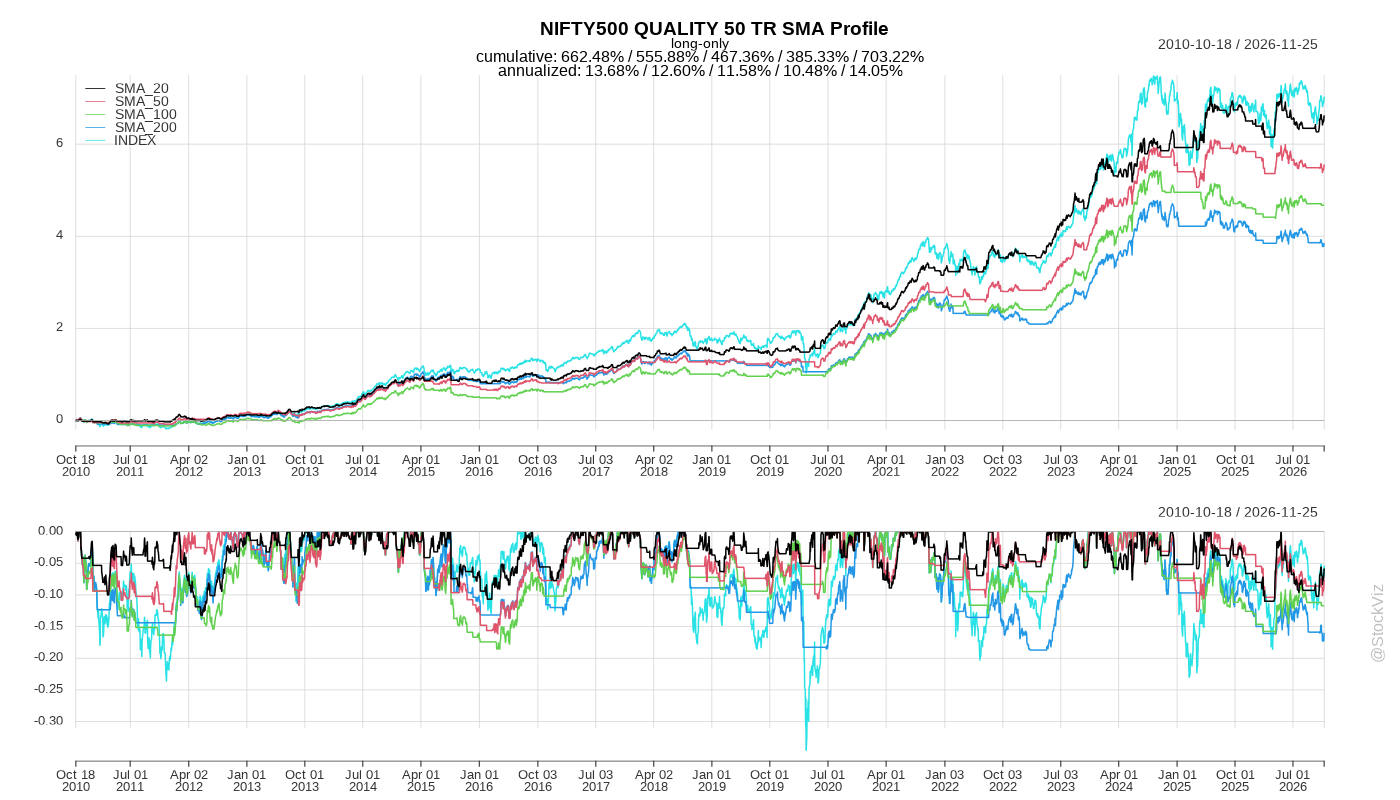 NIFTY500 QUALITY 50 TR SMA Profile
long-only
2010-10-18 / 2026-11-25
cumulative: 662.48% / 555.88% / 467.36% / 385.33% / 703.22%
annualized: 13.68% / 12.60% / 11.58% / 10.48% / 14.05%
SMA_20
SMA_50
SMA_100
SMA_200
INDEX
6
4
2
0
Oct 18 Jul 01 Apr 02 Jan 01 Oct 01 Jul 01 Apr 01 Jan 01 Oct 03 Jul 03 Apr 02 Jan 01 Oct 01 Jul 01 Apr 01 Jan 03 Oct 03 Jul 03 Apr 01 Jan 01 Oct 01 Jul 01
2010 2011 2012 2013 2013 2014 2015 2016 2016 2017 2018 2019 2019 2020 2021 2022 2022 2023 2024 2025 2025 2026
2010-10-18 / 2026-11-25
0.00
-0.05
-0.10
-0.15
-0.20
-0.25
-0.30
Oct 18 Jul 01 Apr 02 Jan 01 Oct 01 Jul 01 Apr 01 Jan 01 Oct 03 Jul 03 Apr 02 Jan 01 Oct 01 Jul 01 Apr 01 Jan 03 Oct 03 Jul 03 Apr 01 Jan 01 Oct 01 Jul 01
2010 2011 2012 2013 2013 2014 2015 2016 2016 2017 2018 2019 2019 2020 2021 2022 2022 2023 2024 2025 2025 2026
@StockViz